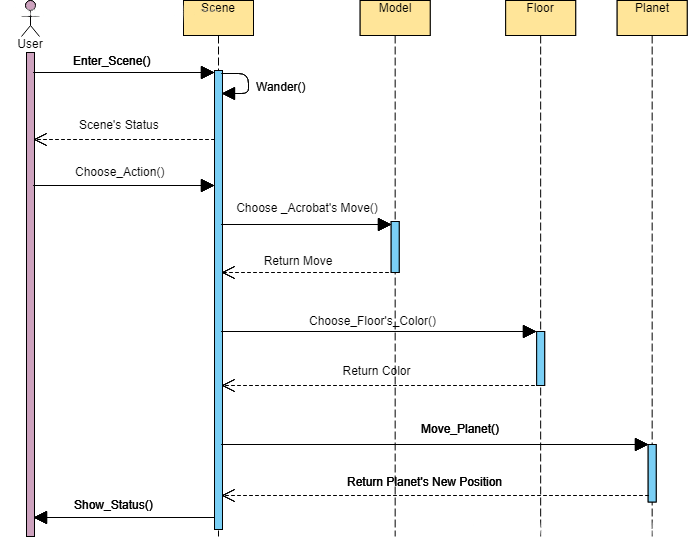 Scene
Model
Floor
Planet
User
Enter_Scene()
Wander()
Scene's Status
Choose_Action()
Choose _Acrobat's Move()
Return Move
Choose_Floor's_Color()
Return Color
Move_Planet()
Return Planet's New Position
Show_Status()